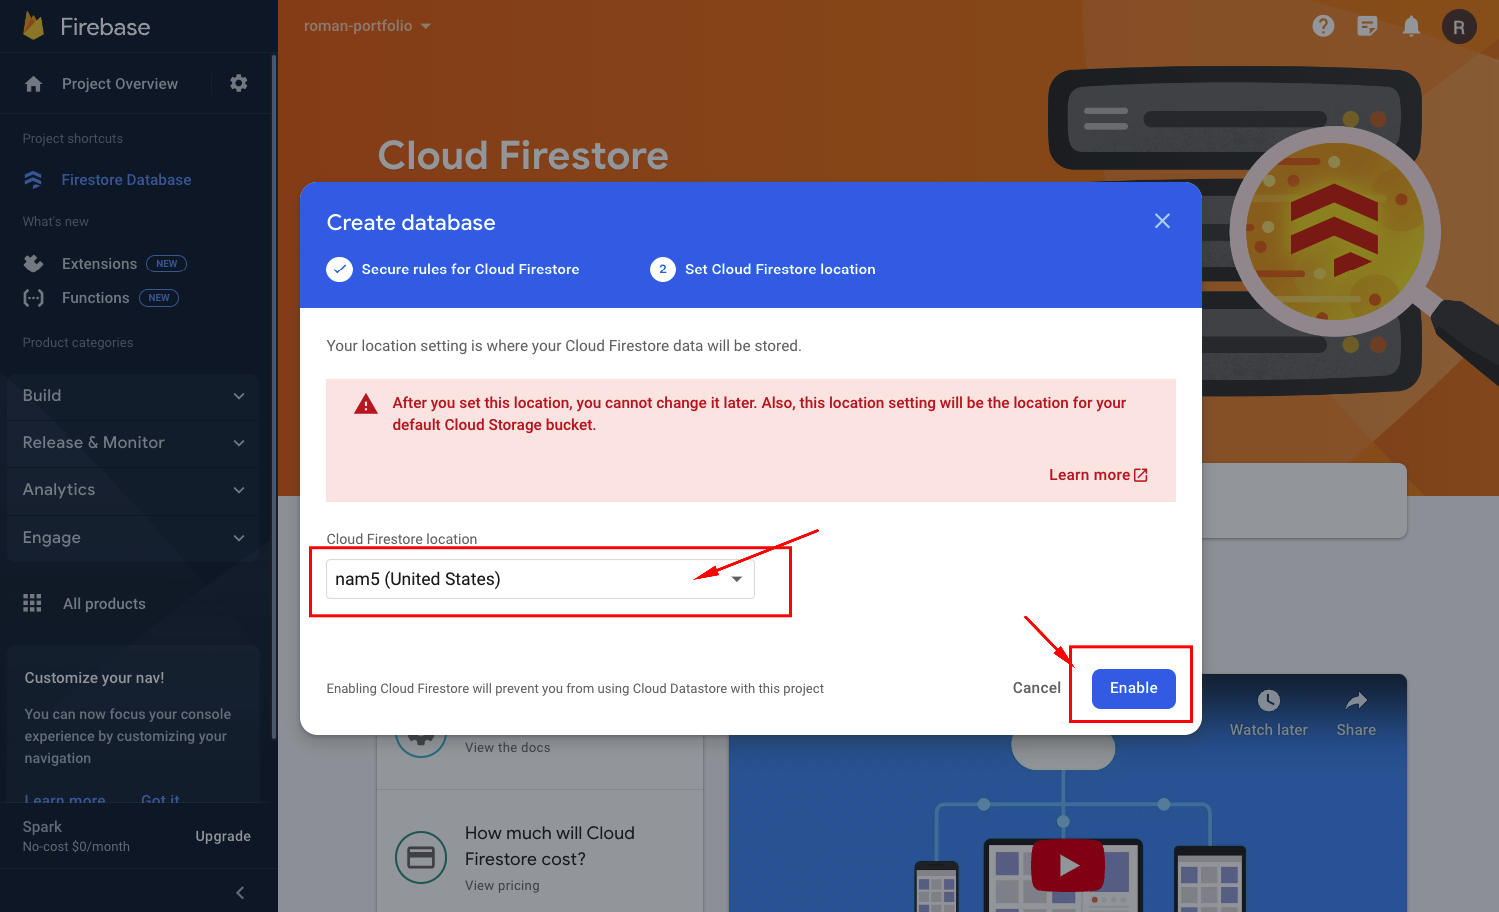 Firebase
roman-portfolio
R
Project Overview
Project shortcuts
Firestore Database
What's new
Extensions NEW
Functions NEW
Product categories
Build
Release & Monitor
Analytics
Engage
All products
Customize your nav!
You can now focus your console
experience by customizing your
navigation
Learn more Got it
Spark
No-cost $0/month
Upgrade
Cloud Firestore
Create database
Secure rules for Cloud Firestore
2 Set Cloud Firestore location
Your location setting is where your Cloud Firestore data will be stored.
After you set this location, you cannot change it later. Also, this location setting will be the location for your
default Cloud Storage bucket.
Learn more
Cloud Firestore location
nam5 (United States)
Enabling Cloud Firestore will prevent you from using Cloud Datastore with this project
Cancel
Enable
View the docs
How much will Cloud
Firestore cost?
View pricing
Watch later
Share